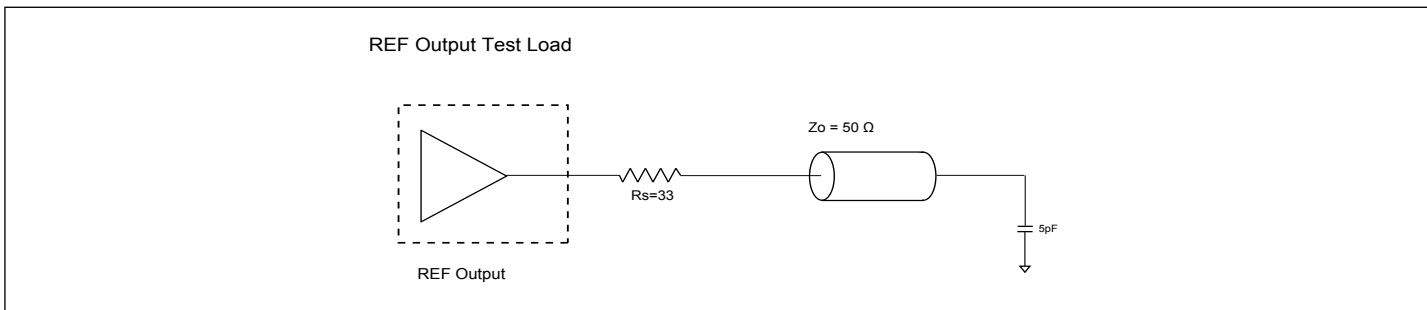 REF Output Test Load
Zo = 50 Ω
Rs=33
5pF
REF Output